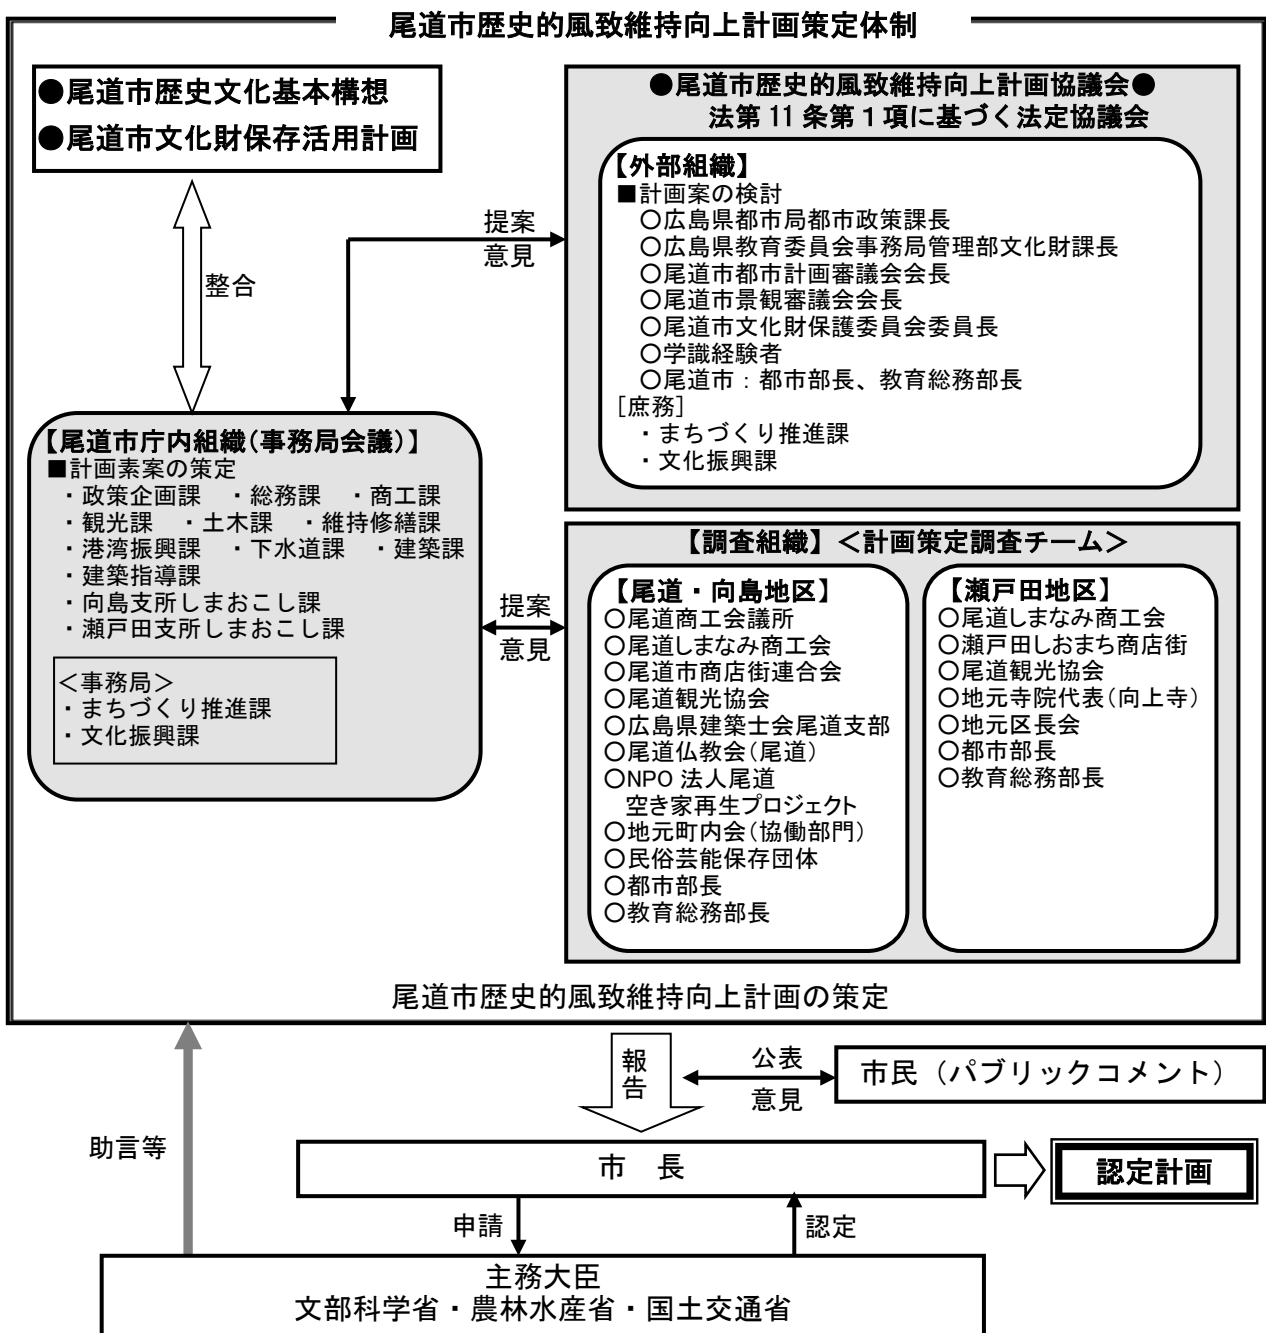 尾道市歴史的風致維持向上計画策定体制
●尾道市歴史文化基本構想
●尾道市文化財保存活用計画
整合
提案
意見
●尾道市歴史的風致維持向上計画協議会●
法第11条第1項に基づく法定協議会
【外部組織】
■計画案の検討
○広島県都市局都市政策課長
○広島県教育委員会事務局管理部文化財課長
○尾道市都市計画審議会会長
○尾道市景観審議会会長
○尾道市文化財保護委員会委員長
○学識経験者
○尾道市：都市部長、教育総務部長
[庶務]
・まちづくり推進課
・文化振興課
【尾道市庁内組織(事務局会議)】
■計画素案の策定
・政策企画課　・総務課　・商工課
・観光課　・土木課　・維持修繕課
・港湾振興課　・下水道課　・建築課
・建築指導課
・向島支所しまおこし課
・瀬戸田支所しまおこし課
＜事務局＞
・まちづくり推進課
・文化振興課
提案
意見
【調査組織】＜計画策定調査チーム＞
【尾道・向島地区】
○尾道商工会議所
○尾道しまなみ商工会
○尾道市商店街連合会
○尾道観光協会
○広島県建築士会尾道支部
○尾道仏教会(尾道)
○NPO法人尾道
空き家再生プロジェクト
○地元町内会(協働部門)
○民俗芸能保存団体
○都市部長
○教育総務部長
【瀬戸田地区】
○尾道しまなみ商工会
○瀬戸田しおまち商店街
○尾道観光協会
○地元寺院代表(向上寺)
○地元区長会
○都市部長
○教育総務部長
尾道市歴史的風致維持向上計画の策定
報告
公表
意見
市民（パブリックコメント）
助言等
市　長
認定計画
申請
認定
主務大臣
文部科学省・農林水産省・国土交通省